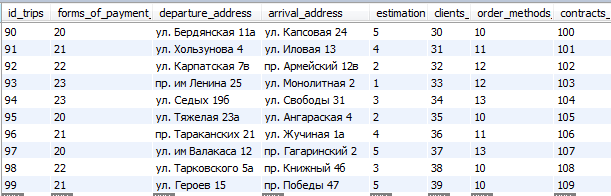 id_trips forms_of_payment_ departure_address arrival_address estimation clients_ order_methods_ contracts_
90 20 ул. Бердянская 11а ул. Капсовая 24 5 30 10 100
91 21 ул. Хользунова 4 ул. Иловая 13 4 31 11 101
92 22 ул. Карпатская 7в пр. Армейский 12в 2 32 12 102
93 23 пр. им Ленина 25 ул. Монолитная 2 1 33 12 103
94 23 ул. Седых 19б ул. Свободы 31 3 34 13 104
95 20 ул. Тяжелая 23а ул. Ангараская 4 2 35 10 105
96 21 пр. Тараканских 21 ул. Жучиная 1а 4 36 11 106
97 20 ул. им Валакаса 12 пр. Гагаринский 2 5 37 13 107
98 22 ул. Тарковского 5а пр. Книжный 4б 3 38 10 108
99 21 ул. Героев 15 пр. Победы 47 5 39 10 109